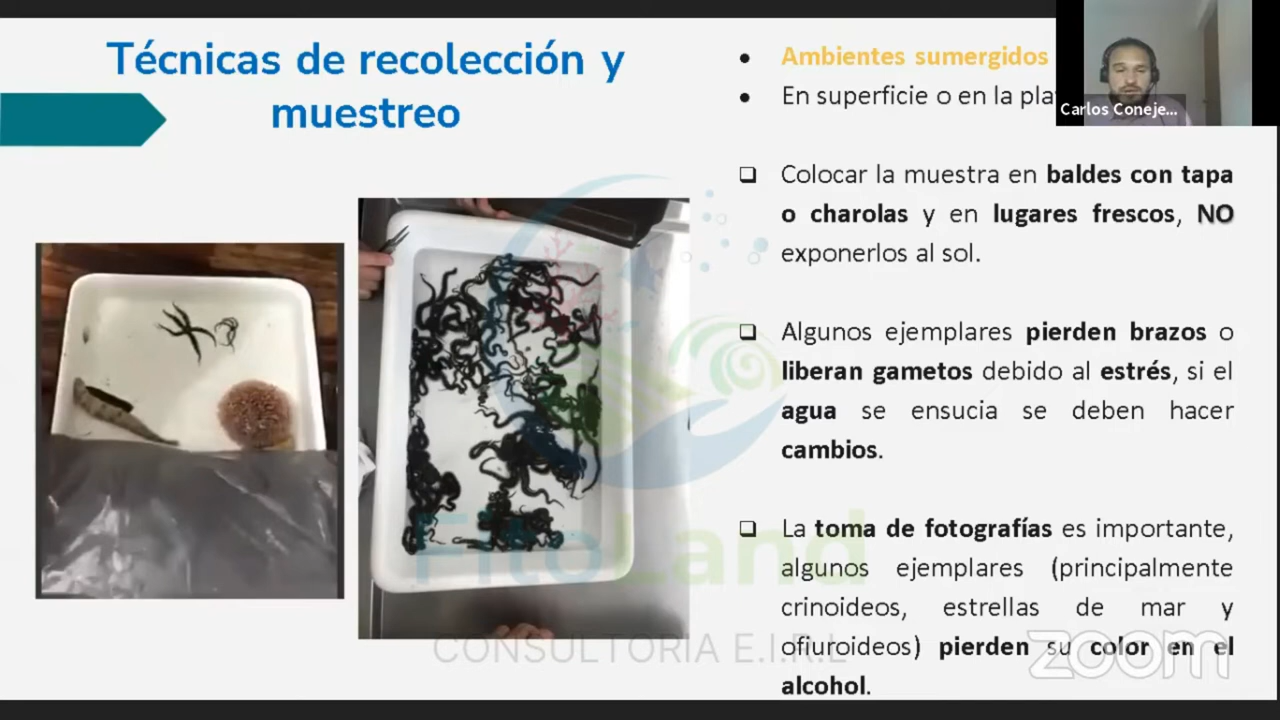 Técnicas de recolección y
muestreo
Ambientes sumergidos
En superficie o en la
Carlos Coneje...
Colocar la muestra en baldes con tapa
o charolas y en lugares frescos, NO
exponerlos al sol.
Algunos ejemplares pierden brazos o
liberan gametos debido al estrés, si el
agua se ensucia se deben hacer
cambios.
La toma de fotografías es importante,
algunos ejemplares (principalmente
crinoideos, estrellas de mar y
ofiuroideos) pierden su color en el
alcohol.
FitoLand
CONSULTORIA E.I.R.L
zoom